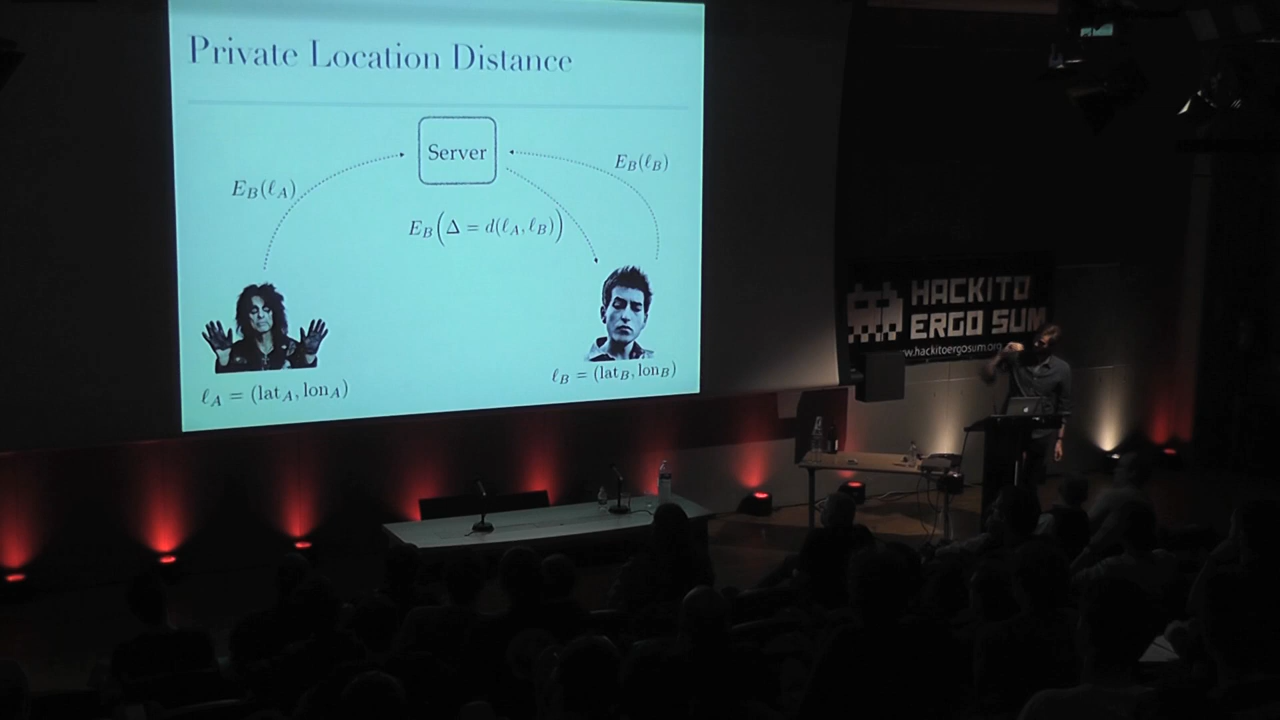 Private Location Distance
Server
E_B(ℓ_A)
E_B(ℓ_B)
E_B(Δ = d(ℓ_A, ℓ_B))
ℓ_A = (lat_A, lon_A)
ℓ_B = (lat_B, lon_B)
HACKITO
ERGO SUM
www.hackitoergosum.org